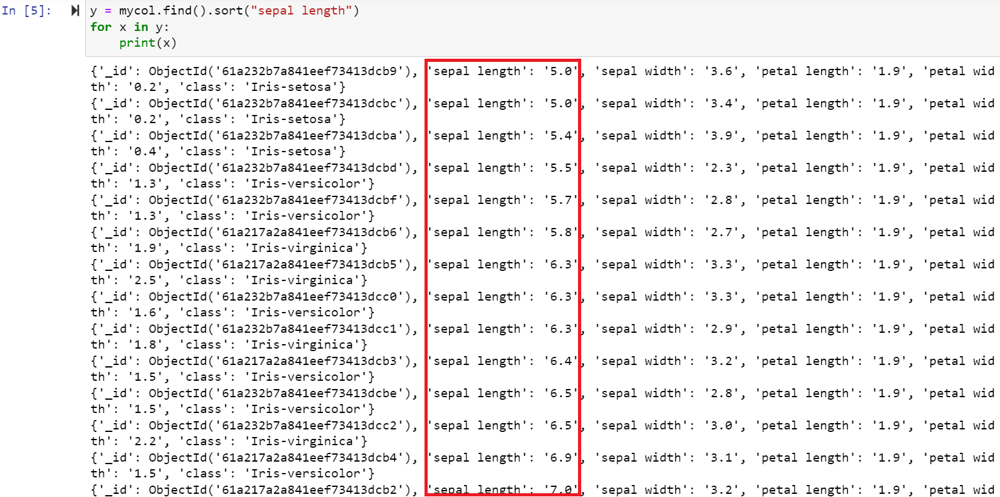 In [5]: y = mycol.find().sort("sepal length")
for x in y:
    print(x)
{'_id': ObjectId('61a232b7a841eef73413dcb9'), 'sepal length': '5.0', 'sepal width': '3.6', 'petal length': '1.9', 'petal wid
th': '0.2', 'class': 'Iris-setosa'}
{'_id': ObjectId('61a232b7a841eef73413dcbc'), 'sepal length': '5.0', 'sepal width': '3.4', 'petal length': '1.9', 'petal wid
th': '0.2', 'class': 'Iris-setosa'}
{'_id': ObjectId('61a232b7a841eef73413dcba'), 'sepal length': '5.4', 'sepal width': '3.9', 'petal length': '1.9', 'petal wid
th': '0.4', 'class': 'Iris-setosa'}
{'_id': ObjectId('61a232b7a841eef73413dcbd'), 'sepal length': '5.5', 'sepal width': '2.3', 'petal length': '1.9', 'petal wid
th': '1.3', 'class': 'Iris-versicolor'}
{'_id': ObjectId('61a232b7a841eef73413dcbf'), 'sepal length': '5.7', 'sepal width': '2.8', 'petal length': '1.9', 'petal wid
th': '1.3', 'class': 'Iris-versicolor'}
{'_id': ObjectId('61a217a2a841eef73413dcb6'), 'sepal length': '5.8', 'sepal width': '2.7', 'petal length': '1.9', 'petal wid
th': '1.9', 'class': 'Iris-virginica'}
{'_id': ObjectId('61a217a2a841eef73413dcb5'), 'sepal length': '6.3', 'sepal width': '3.3', 'petal length': '1.9', 'petal wid
th': '2.5', 'class': 'Iris-virginica'}
{'_id': ObjectId('61a232b7a841eef73413dcc0'), 'sepal length': '6.3', 'sepal width': '3.3', 'petal length': '1.9', 'petal wid
th': '1.6', 'class': 'Iris-versicolor'}
{'_id': ObjectId('61a232b7a841eef73413dcc1'), 'sepal length': '6.3', 'sepal width': '2.9', 'petal length': '1.9', 'petal wid
th': '1.8', 'class': 'Iris-virginica'}
{'_id': ObjectId('61a217a2a841eef73413dcb3'), 'sepal length': '6.4', 'sepal width': '3.2', 'petal length': '1.9', 'petal wid
th': '1.5', 'class': 'Iris-versicolor'}
{'_id': ObjectId('61a232b7a841eef73413dcbe'), 'sepal length': '6.5', 'sepal width': '2.8', 'petal length': '1.9', 'petal wid
th': '1.5', 'class': 'Iris-versicolor'}
{'_id': ObjectId('61a232b7a841eef73413dcc2'), 'sepal length': '6.5', 'sepal width': '3.0', 'petal length': '1.9', 'petal wid
th': '2.2', 'class': 'Iris-virginica'}
{'_id': ObjectId('61a217a2a841eef73413dcb4'), 'sepal length': '6.9', 'sepal width': '3.1', 'petal length': '1.9', 'petal wid
th': '1.5', 'class': 'Iris-versicolor'}
{'_id': ObjectId('61a217a2a841eef73413dcb2'), 'sepal length': '7.0', 'sepal width': '3.2', 'petal length': '1.9', 'petal wid